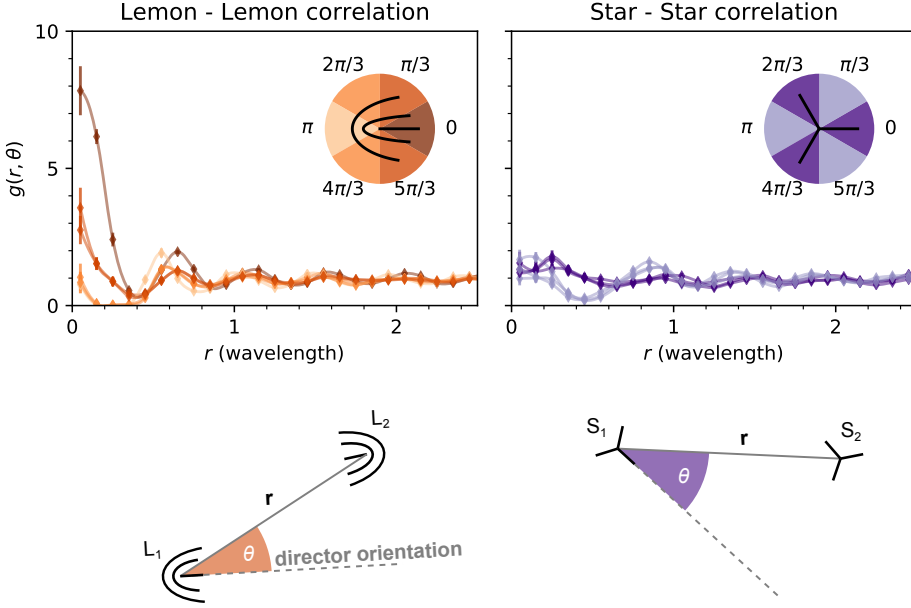 Lemon - Lemon correlation
Star - Star correlation
10
5
0
g(r, θ)
2π/3 π/3
π 0
4π/3 5π/3
2π/3 π/3
π 0
4π/3 5π/3
0 1 2
0 1 2
r (wavelength)
r (wavelength)
L₂
r
L₁
θ
director orientation
S₁
r
S₂
θ